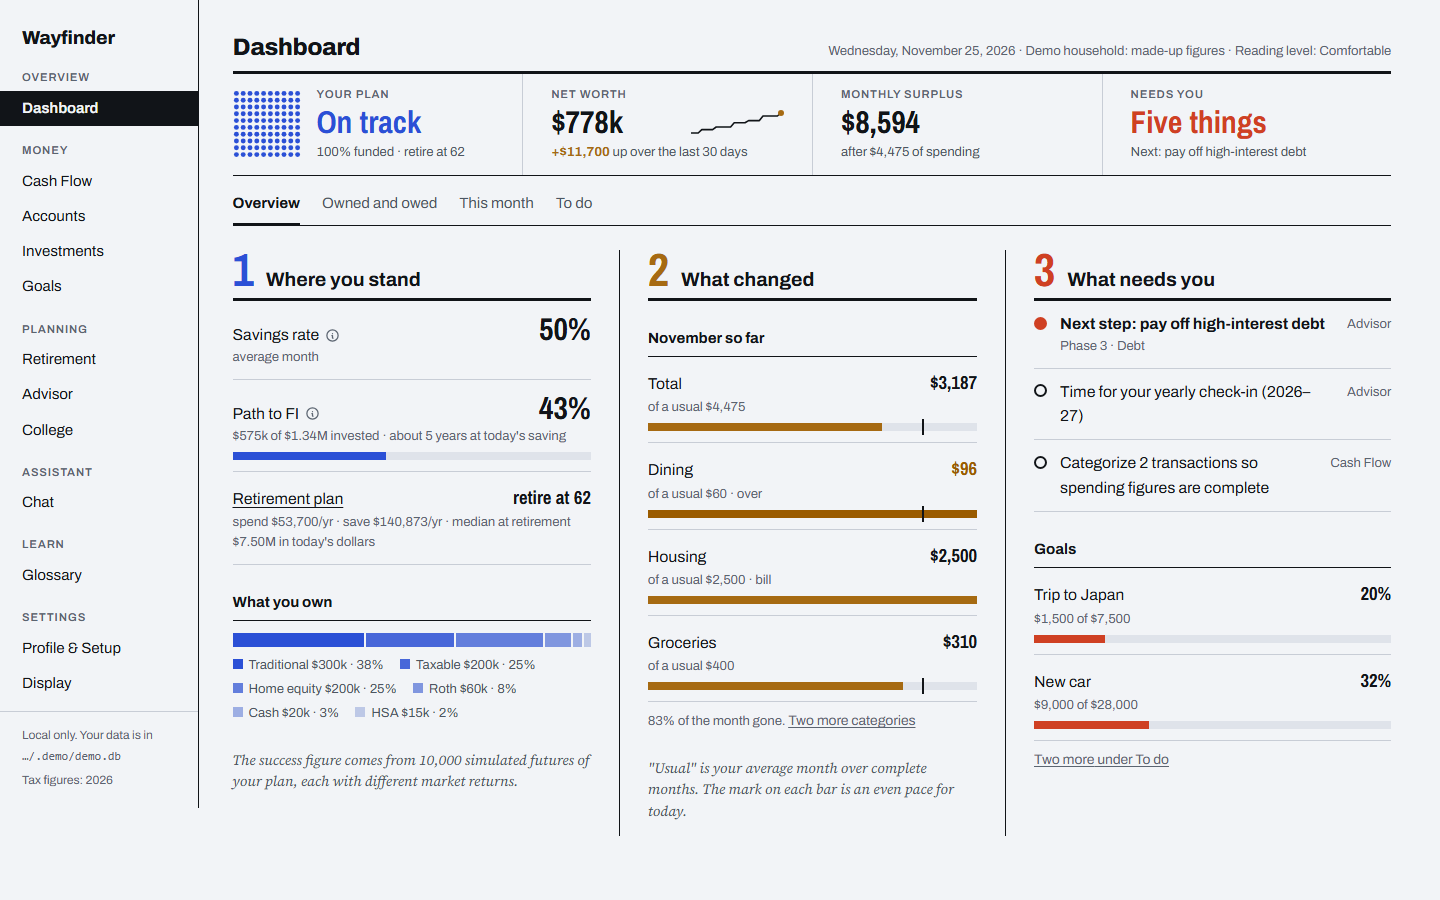 Wayfinder
OVERVIEW
Dashboard
MONEY
Cash Flow
Accounts
Investments
Goals
PLANNING
Retirement
Advisor
College
ASSISTANT
Chat
LEARN
Glossary
SETTINGS
Profile & Setup
Display
Local only. Your data is in
…/.demo/demo.db
Tax figures: 2026
Dashboard
Wednesday, November 25, 2026 · Demo household: made-up figures · Reading level: Comfortable
YOUR PLAN
On track
100% funded · retire at 62
NET WORTH
$778k
+$11,700 up over the last 30 days
MONTHLY SURPLUS
$8,594
after $4,475 of spending
NEEDS YOU
Five things
Next: pay off high-interest debt
Overview Owned and owed This month To do
1 Where you stand
Savings rate 50%
average month
Path to FI 43%
$575k of $1.34M invested · about 5 years at today's saving
Retirement plan retire at 62
spend $53,700/yr · save $140,873/yr · median at retirement
$7.50M in today's dollars
What you own
Traditional $300k · 38% Taxable $200k · 25%
Home equity $200k · 25% Roth $60k · 8%
Cash $20k · 3% HSA $15k · 2%
The success figure comes from 10,000 simulated futures of
your plan, each with different market returns.
2 What changed
November so far
Total $3,187
of a usual $4,475
Dining $96
of a usual $60 · over
Housing $2,500
of a usual $2,500 · bill
Groceries $310
of a usual $400
83% of the month gone. Two more categories
"Usual" is your average month over complete
months. The mark on each bar is an even pace for
today.
3 What needs you
Next step: pay off high-interest debt Advisor
Phase 3 · Debt
Time for your yearly check-in (2026– Advisor
27)
Categorize 2 transactions so Cash Flow
spending figures are complete
Goals
Trip to Japan 20%
$1,500 of $7,500
New car 32%
$9,000 of $28,000
Two more under To do